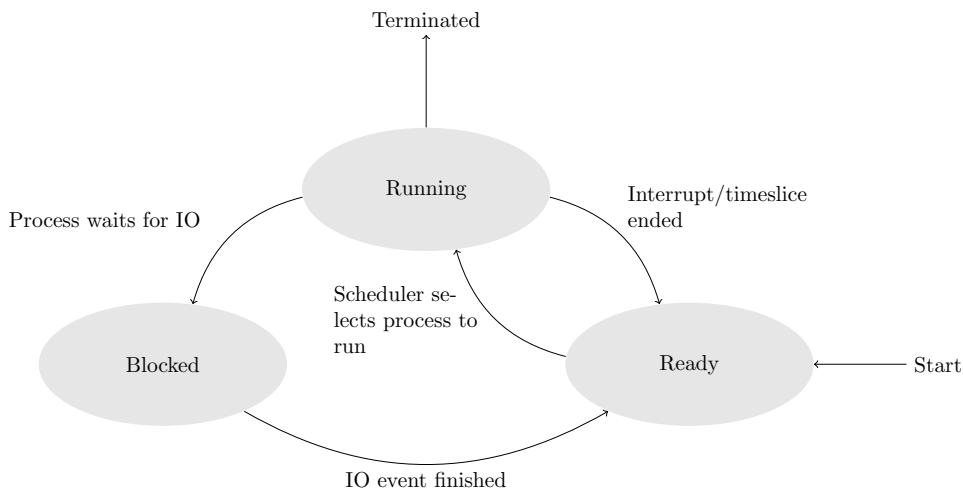 Terminated
Running
Interrupt/timeslice
ended
Process waits for IO
Scheduler se-
lects process to
run
Blocked
Ready
Start
IO event finished